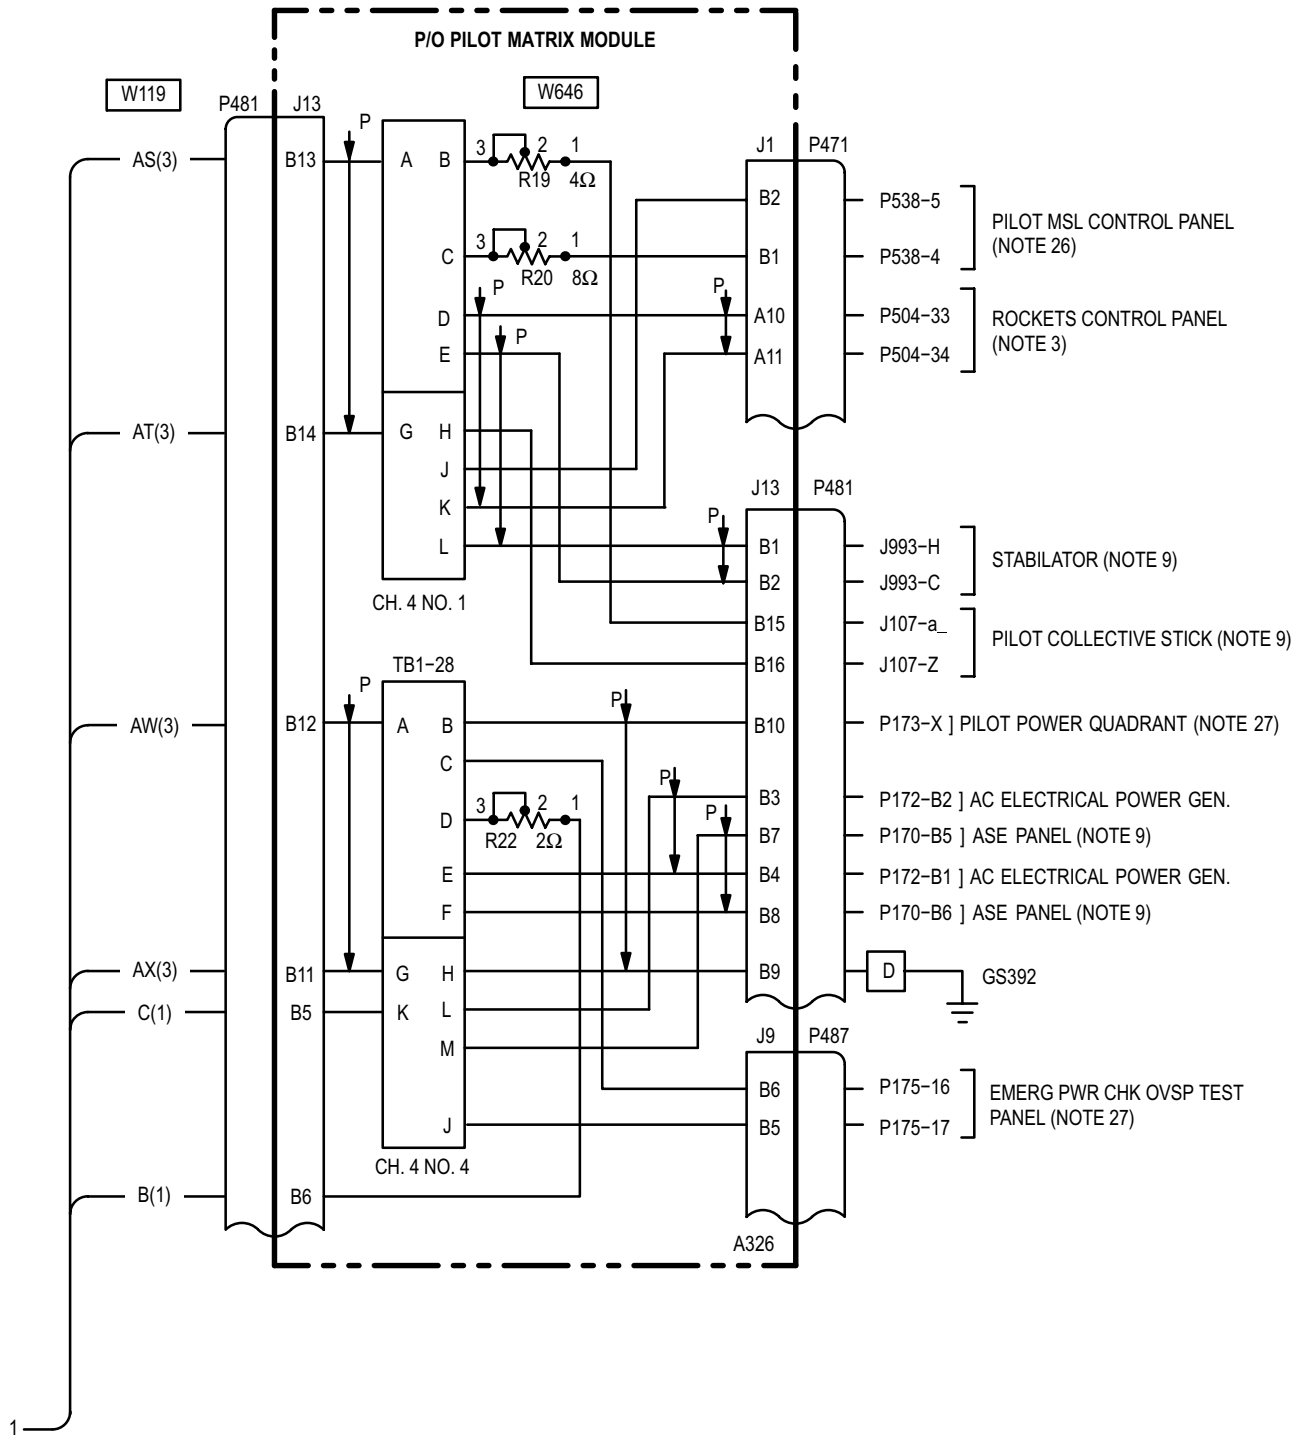 P/O PILOT MATRIX MODULE
W119
W646
P481 J13
P
AS(3)
B13
A B
3 2 1
R19 4Ω
J1 P471
B2
P538−5
PILOT MSL CONTROL PANEL
(NOTE 26)
C
3 2 1
R20 8Ω
B1
P538−4
P
P
D
A10
P504−33
ROCKETS CONTROL PANEL
(NOTE 3)
P
E
A11
P504−34
AT(3)
B14
G H
J
K
L
CH. 4 NO. 1
J13 P481
P
B1
J993−H
STABILATOR (NOTE 9)
B2
J993−C
B15
J107−a_
PILOT COLLECTIVE STICK (NOTE 9)
B16
J107−Z
TB1−28
P
P
AW(3)
B12
A B
B10
P173−X ] PILOT POWER QUADRANT (NOTE 27)
C
P
B3
P172−B2 ] AC ELECTRICAL POWER GEN.
D
3 2 1
R22 2Ω
P
B7
P170−B5 ] ASE PANEL (NOTE 9)
E
B4
P172−B1 ] AC ELECTRICAL POWER GEN.
F
B8
P170−B6 ] ASE PANEL (NOTE 9)
AX(3)
B11
G H
B9
D
GS392
C(1)
B5
K L
M
J9 P487
B6
P175−16
EMERG PWR CHK OVSP TEST
PANEL (NOTE 27)
J
B5
P175−17
CH. 4 NO. 4
B(1)
B6
A326
1